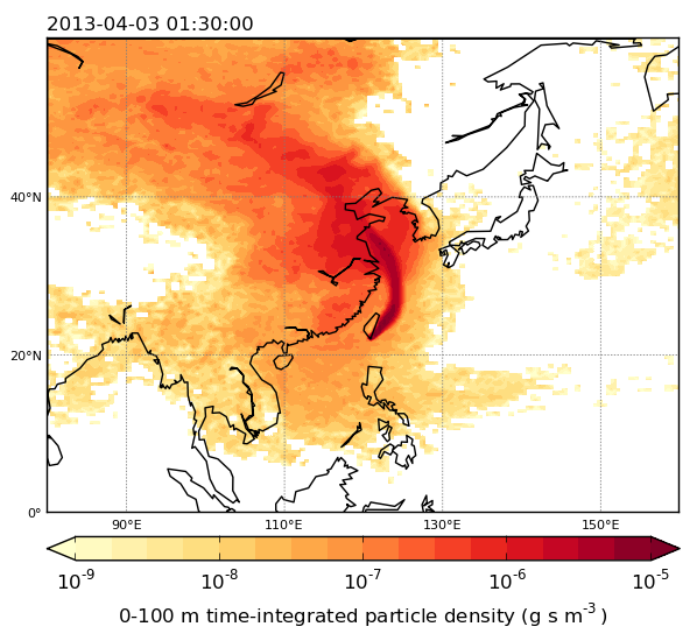 2013-04-03 01:30:00
40°N
20°N
0°
90°E 110°E 130°E 150°E
10⁻⁹ 10⁻⁸ 10⁻⁷ 10⁻⁶ 10⁻⁵
0-100 m time-integrated particle density (g s m⁻³ )